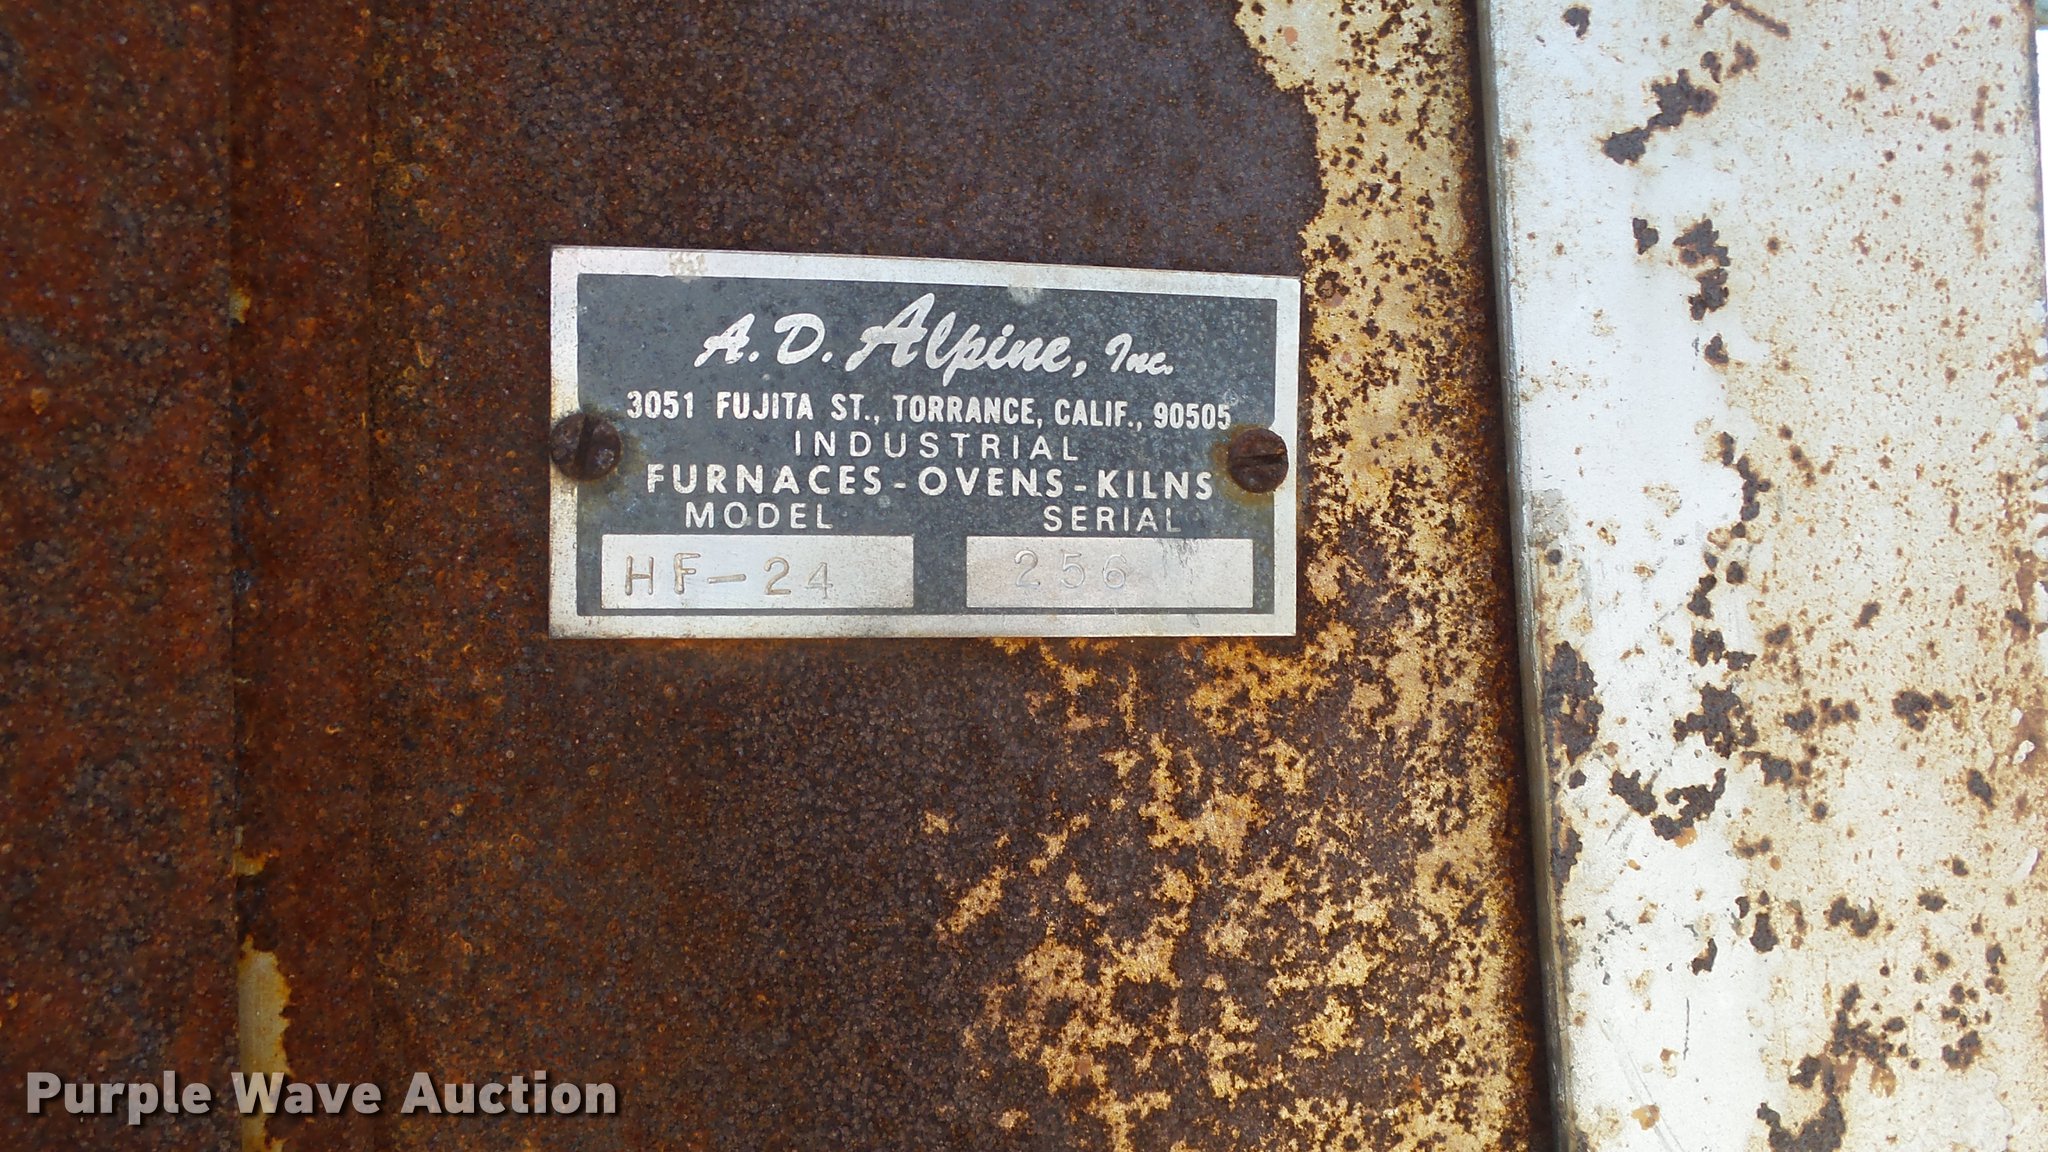 A. D. Alpine, Inc.
3051 FUJITA ST., TORRANCE, CALIF., 90505
INDUSTRIAL
FURNACES-OVENS-KILNS
MODEL SERIAL
HF-24 256
Purple Wave Auction